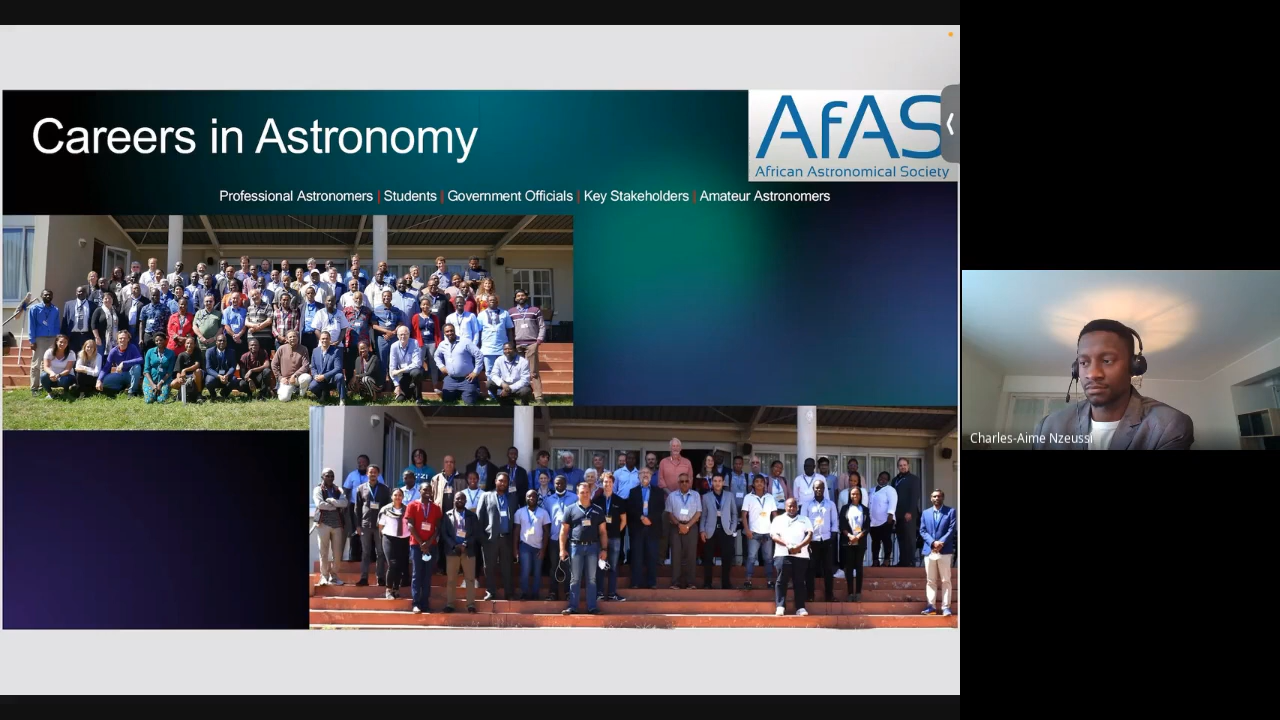 Careers in Astronomy
AfAS
African Astronomical Society
Professional Astronomers | Students | Government Officials | Key Stakeholders | Amateur Astronomers
Charles-Aime Nzeussi